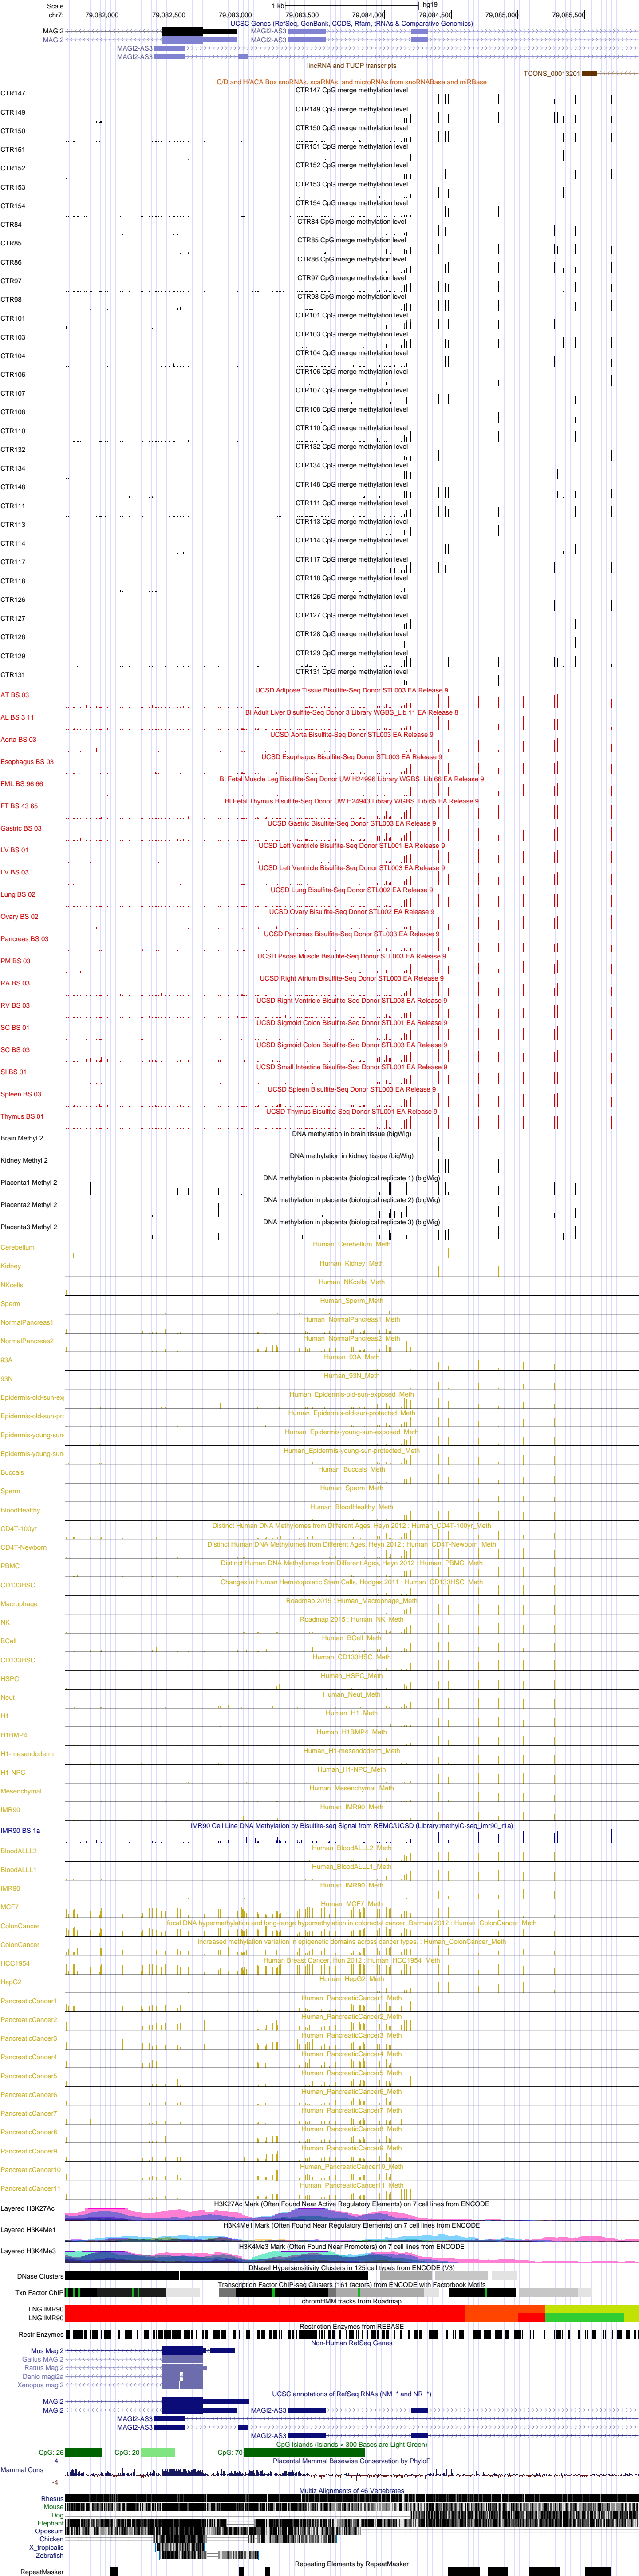 Scale 1 kb hg19
chr7: 79,082,000 79,082,500 79,083,000 79,083,500 79,084,000 79,084,500 79,085,000 79,085,500
UCSC Genes (RefSeq, GenBank, CCDS, Rfam, tRNAs & Comparative Genomics)
MAGI2 MAGI2-AS3
MAGI2 MAGI2-AS3
MAGI2-AS3
MAGI2-AS3
lincRNA and TUCP transcripts
TCONS_00013201
C/D and H/ACA Box snoRNAs, scaRNAs, and microRNAs from snoRNABase and miRBase
CTR147 CTR147 CpG merge methylation level
CTR149 CTR149 CpG merge methylation level
CTR150 CTR150 CpG merge methylation level
CTR151 CTR151 CpG merge methylation level
CTR152 CTR152 CpG merge methylation level
CTR153 CTR153 CpG merge methylation level
CTR154 CTR154 CpG merge methylation level
CTR84 CTR84 CpG merge methylation level
CTR85 CTR85 CpG merge methylation level
CTR86 CTR86 CpG merge methylation level
CTR97 CTR97 CpG merge methylation level
CTR98 CTR98 CpG merge methylation level
CTR101 CTR101 CpG merge methylation level
CTR103 CTR103 CpG merge methylation level
CTR104 CTR104 CpG merge methylation level
CTR106 CTR106 CpG merge methylation level
CTR107 CTR107 CpG merge methylation level
CTR108 CTR108 CpG merge methylation level
CTR110 CTR110 CpG merge methylation level
CTR132 CTR132 CpG merge methylation level
CTR134 CTR134 CpG merge methylation level
CTR148 CTR148 CpG merge methylation level
CTR111 CTR111 CpG merge methylation level
CTR113 CTR113 CpG merge methylation level
CTR114 CTR114 CpG merge methylation level
CTR117 CTR117 CpG merge methylation level
CTR118 CTR118 CpG merge methylation level
CTR126 CTR126 CpG merge methylation level
CTR127 CTR127 CpG merge methylation level
CTR128 CTR128 CpG merge methylation level
CTR129 CTR129 CpG merge methylation level
CTR131 CTR131 CpG merge methylation level
AT BS 03 UCSD Adipose Tissue Bisulfite-Seq Donor STL003 EA Release 9
AL BS 3 11 BI Adult Liver Bisulfite-Seq Donor 3 Library WGBS_Lib 11 EA Release 8
Aorta BS 03 UCSD Aorta Bisulfite-Seq Donor STL003 EA Release 9
Esophagus BS 03 UCSD Esophagus Bisulfite-Seq Donor STL003 EA Release 9
FML BS 96 66 BI Fetal Muscle Leg Bisulfite-Seq Donor UW H24996 Library WGBS_Lib 66 EA Release 9
FT BS 43 65 BI Fetal Thymus Bisulfite-Seq Donor UW H24943 Library WGBS_Lib 65 EA Release 9
Gastric BS 03 UCSD Gastric Bisulfite-Seq Donor STL003 EA Release 9
LV BS 01 UCSD Left Ventricle Bisulfite-Seq Donor STL001 EA Release 9
LV BS 03 UCSD Left Ventricle Bisulfite-Seq Donor STL003 EA Release 9
Lung BS 02 UCSD Lung Bisulfite-Seq Donor STL002 EA Release 9
Ovary BS 02 UCSD Ovary Bisulfite-Seq Donor STL002 EA Release 9
Pancreas BS 03 UCSD Pancreas Bisulfite-Seq Donor STL003 EA Release 9
PM BS 03 UCSD Psoas Muscle Bisulfite-Seq Donor STL003 EA Release 9
RA BS 03 UCSD Right Atrium Bisulfite-Seq Donor STL003 EA Release 9
RV BS 03 UCSD Right Ventricle Bisulfite-Seq Donor STL003 EA Release 9
SC BS 01 UCSD Sigmoid Colon Bisulfite-Seq Donor STL001 EA Release 9
SC BS 03 UCSD Sigmoid Colon Bisulfite-Seq Donor STL003 EA Release 9
SI BS 01 UCSD Small Intestine Bisulfite-Seq Donor STL001 EA Release 9
Spleen BS 03 UCSD Spleen Bisulfite-Seq Donor STL003 EA Release 9
Thymus BS 01 UCSD Thymus Bisulfite-Seq Donor STL001 EA Release 9
Brain Methyl 2 DNA methylation in brain tissue (bigWig)
Kidney Methyl 2 DNA methylation in kidney tissue (bigWig)
Placenta1 Methyl 2 DNA methylation in placenta (biological replicate 1) (bigWig)
Placenta2 Methyl 2 DNA methylation in placenta (biological replicate 2) (bigWig)
Placenta3 Methyl 2 DNA methylation in placenta (biological replicate 3) (bigWig)
Cerebellum Human_Cerebellum_Meth
Kidney Human_Kidney_Meth
NKcells Human_NKcells_Meth
Sperm Human_Sperm_Meth
NormalPancreas1 Human_NormalPancreas1_Meth
NormalPancreas2 Human_NormalPancreas2_Meth
93A Human_93A_Meth
93N Human_93N_Meth
Epidermis-old-sun-ex Human_Epidermis-old-sun-exposed_Meth
Epidermis-old-sun-pro Human_Epidermis-old-sun-protected_Meth
Epidermis-young-sun Human_Epidermis-young-sun-exposed_Meth
Epidermis-young-sun Human_Epidermis-young-sun-protected_Meth
Buccals Human_Buccals_Meth
Sperm Human_Sperm_Meth
BloodHealthy Human_BloodHealthy_Meth
CD4T-100yr Distinct Human DNA Methylomes from Different Ages, Heyn 2012 : Human_CD4T-100yr_Meth
CD4T-Newborn Distinct Human DNA Methylomes from Different Ages, Heyn 2012 : Human_CD4T-Newborn_Meth
PBMC Distinct Human DNA Methylomes from Different Ages, Heyn 2012 : Human_PBMC_Meth
CD133HSC Changes in Human Hematopoietic Stem Cells, Hodges 2011 : Human_CD133HSC_Meth
Macrophage Roadmap 2015 : Human_Macrophage_Meth
NK Roadmap 2015 : Human_NK_Meth
BCell Human_BCell_Meth
CD133HSC Human_CD133HSC_Meth
HSPC Human_HSPC_Meth
Neut Human_Neut_Meth
H1 Human_H1_Meth
H1BMP4 Human_H1BMP4_Meth
H1-mesendoderm Human_H1-mesendoderm_Meth
H1-NPC Human_H1-NPC_Meth
Mesenchymal Human_Mesenchymal_Meth
IMR90 Human_IMR90_Meth
IMR90 BS 1a IMR90 Cell Line DNA Methylation by Bisulfite-seq Signal from REMC/UCSD (Library:methylC-seq_imr90_r1a)
BloodALLL2 Human_BloodALLL2_Meth
BloodALLL1 Human_BloodALLL1_Meth
IMR90 Human_IMR90_Meth
MCF7 Human_MCF7_Meth
ColonCancer focal DNA hypermethylation and long-range hypomethylation in colorectal cancer, Berman 2012 : Human_ColonCancer_Meth
ColonCancer Increased methylation variation in epigenetic domains across cancer types. : Human_ColonCancer_Meth
HCC1954 Human Breast Cancer, Hon 2012 : Human_HCC1954_Meth
HepG2 Human_HepG2_Meth
PancreaticCancer1 Human_PancreaticCancer1_Meth
PancreaticCancer2 Human_PancreaticCancer2_Meth
PancreaticCancer3 Human_PancreaticCancer3_Meth
PancreaticCancer4 Human_PancreaticCancer4_Meth
PancreaticCancer5 Human_PancreaticCancer5_Meth
PancreaticCancer6 Human_PancreaticCancer6_Meth
PancreaticCancer7 Human_PancreaticCancer7_Meth
PancreaticCancer8 Human_PancreaticCancer8_Meth
PancreaticCancer9 Human_PancreaticCancer9_Meth
PancreaticCancer10 Human_PancreaticCancer10_Meth
PancreaticCancer11 Human_PancreaticCancer11_Meth
Layered H3K27Ac H3K27Ac Mark (Often Found Near Active Regulatory Elements) on 7 cell lines from ENCODE
Layered H3K4Me1 H3K4Me1 Mark (Often Found Near Regulatory Elements) on 7 cell lines from ENCODE
Layered H3K4Me3 H3K4Me3 Mark (Often Found Near Promoters) on 7 cell lines from ENCODE
DNaseI Hypersensitivity Clusters in 125 cell types from ENCODE (V3)
DNase Clusters
Transcription Factor ChIP-seq Clusters (161 factors) from ENCODE with Factorbook Motifs
Txn Factor ChIP
chromHMM tracks from Roadmap
LNG.IMR90
LNG.IMR90
Restriction Enzymes from REBASE
Restr Enzymes
Non-Human RefSeq Genes
Mus Magi2
Gallus MAGI2
Rattus Magi2
Danio magi2a
Xenopus magi2
UCSC annotations of RefSeq RNAs (NM_* and NR_*)
MAGI2
MAGI2 MAGI2-AS3
MAGI2-AS3
MAGI2-AS3
MAGI2-AS3
CpG Islands (Islands < 300 Bases are Light Green)
CpG: 26 CpG: 20 CpG: 70
4 _ Placental Mammal Basewise Conservation by PhyloP
Mammal Cons
-4 _
Multiz Alignments of 46 Vertebrates
Rhesus
Mouse
Dog
Elephant
Opossum
Chicken
X_tropicalis
Zebrafish
Repeating Elements by RepeatMasker
RepeatMasker